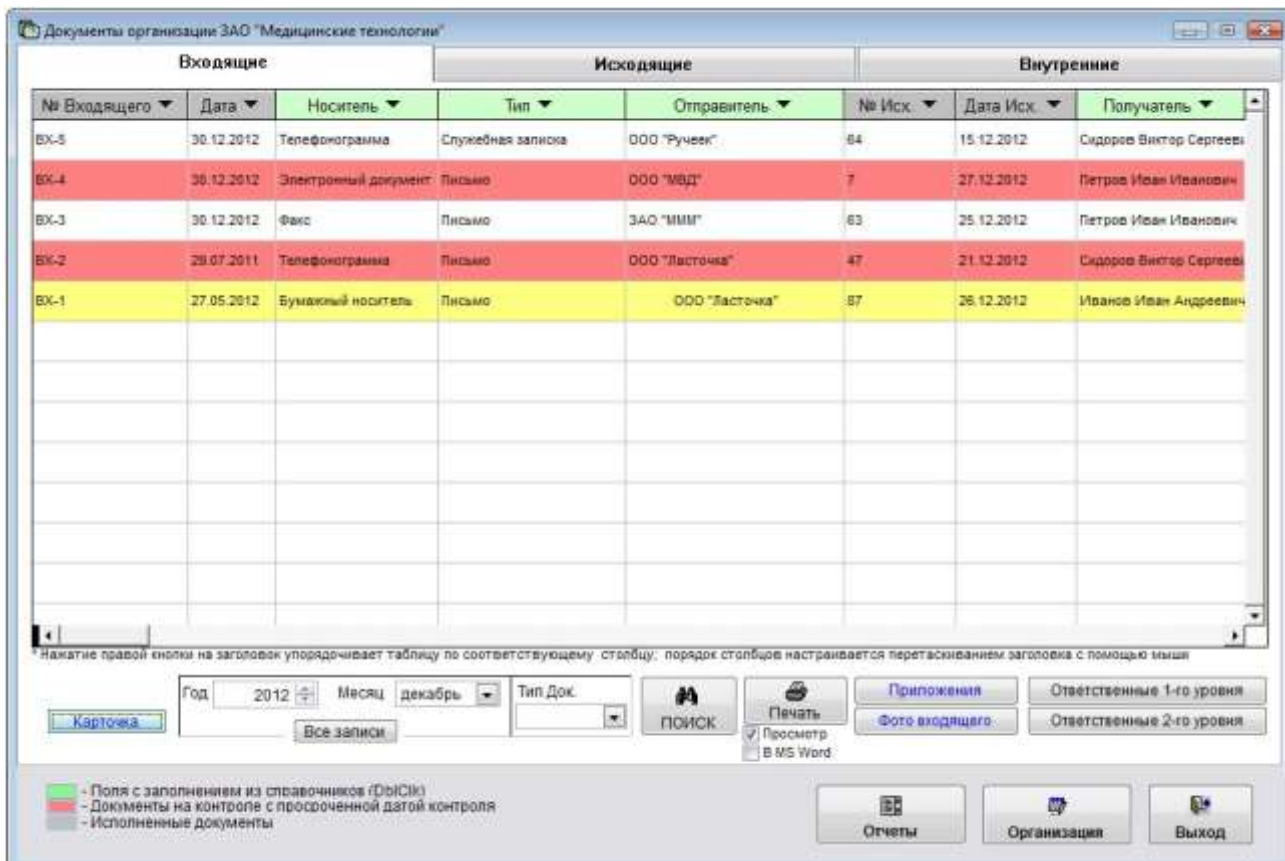 Документы организации ЗАО "Медицинские технологии"
Входящие Исходящие Внутренние
№ Входящего Дата Носитель Тип Отправитель № Исх. Дата Исх. Получатель
ВХ-5 30.12.2012 Телефонограмма Служебная записка ООО "Ручеек" 64 15.12.2012 Сидоров Виктор Сергееви
ВХ-4 30.12.2012 Электронный документ Письмо ООО "МВД" 7 27.12.2012 Петров Иван Иванович
ВХ-3 30.12.2012 Факс Письмо ЗАО "МММ" 63 25.12.2012 Петров Иван Иванович
ВХ-2 Телефонограмма Письмо ООО "Ласточка" 47 21.12.2012 Сидоров Виктор Сергееви
ВХ-1 27.05.2012 Бумажный носитель Письмо ООО "Ласточка" 87 26.12.2012 Иванов Иван Андреевич
* Нажатие правой кнопки на заголовок упорядочивает таблицу по соответствующему столбцу; порядок столбцов настраивается перетаскиванием заголовка с помощью мыши
Карточка
Год 2012 Месяц декабрь Тип Док.
Все записи
ПОИСК
Печать
Просмотр
В MS Word
Приложения
Фото входящего
Ответственные 1-го уровня
Ответственные 2-го уровня
- Поля с заполнением из справочников (DblClk)
- Документы на контроле с просроченной датой контроля
- Исполненные документы
Отчеты Организация Выход